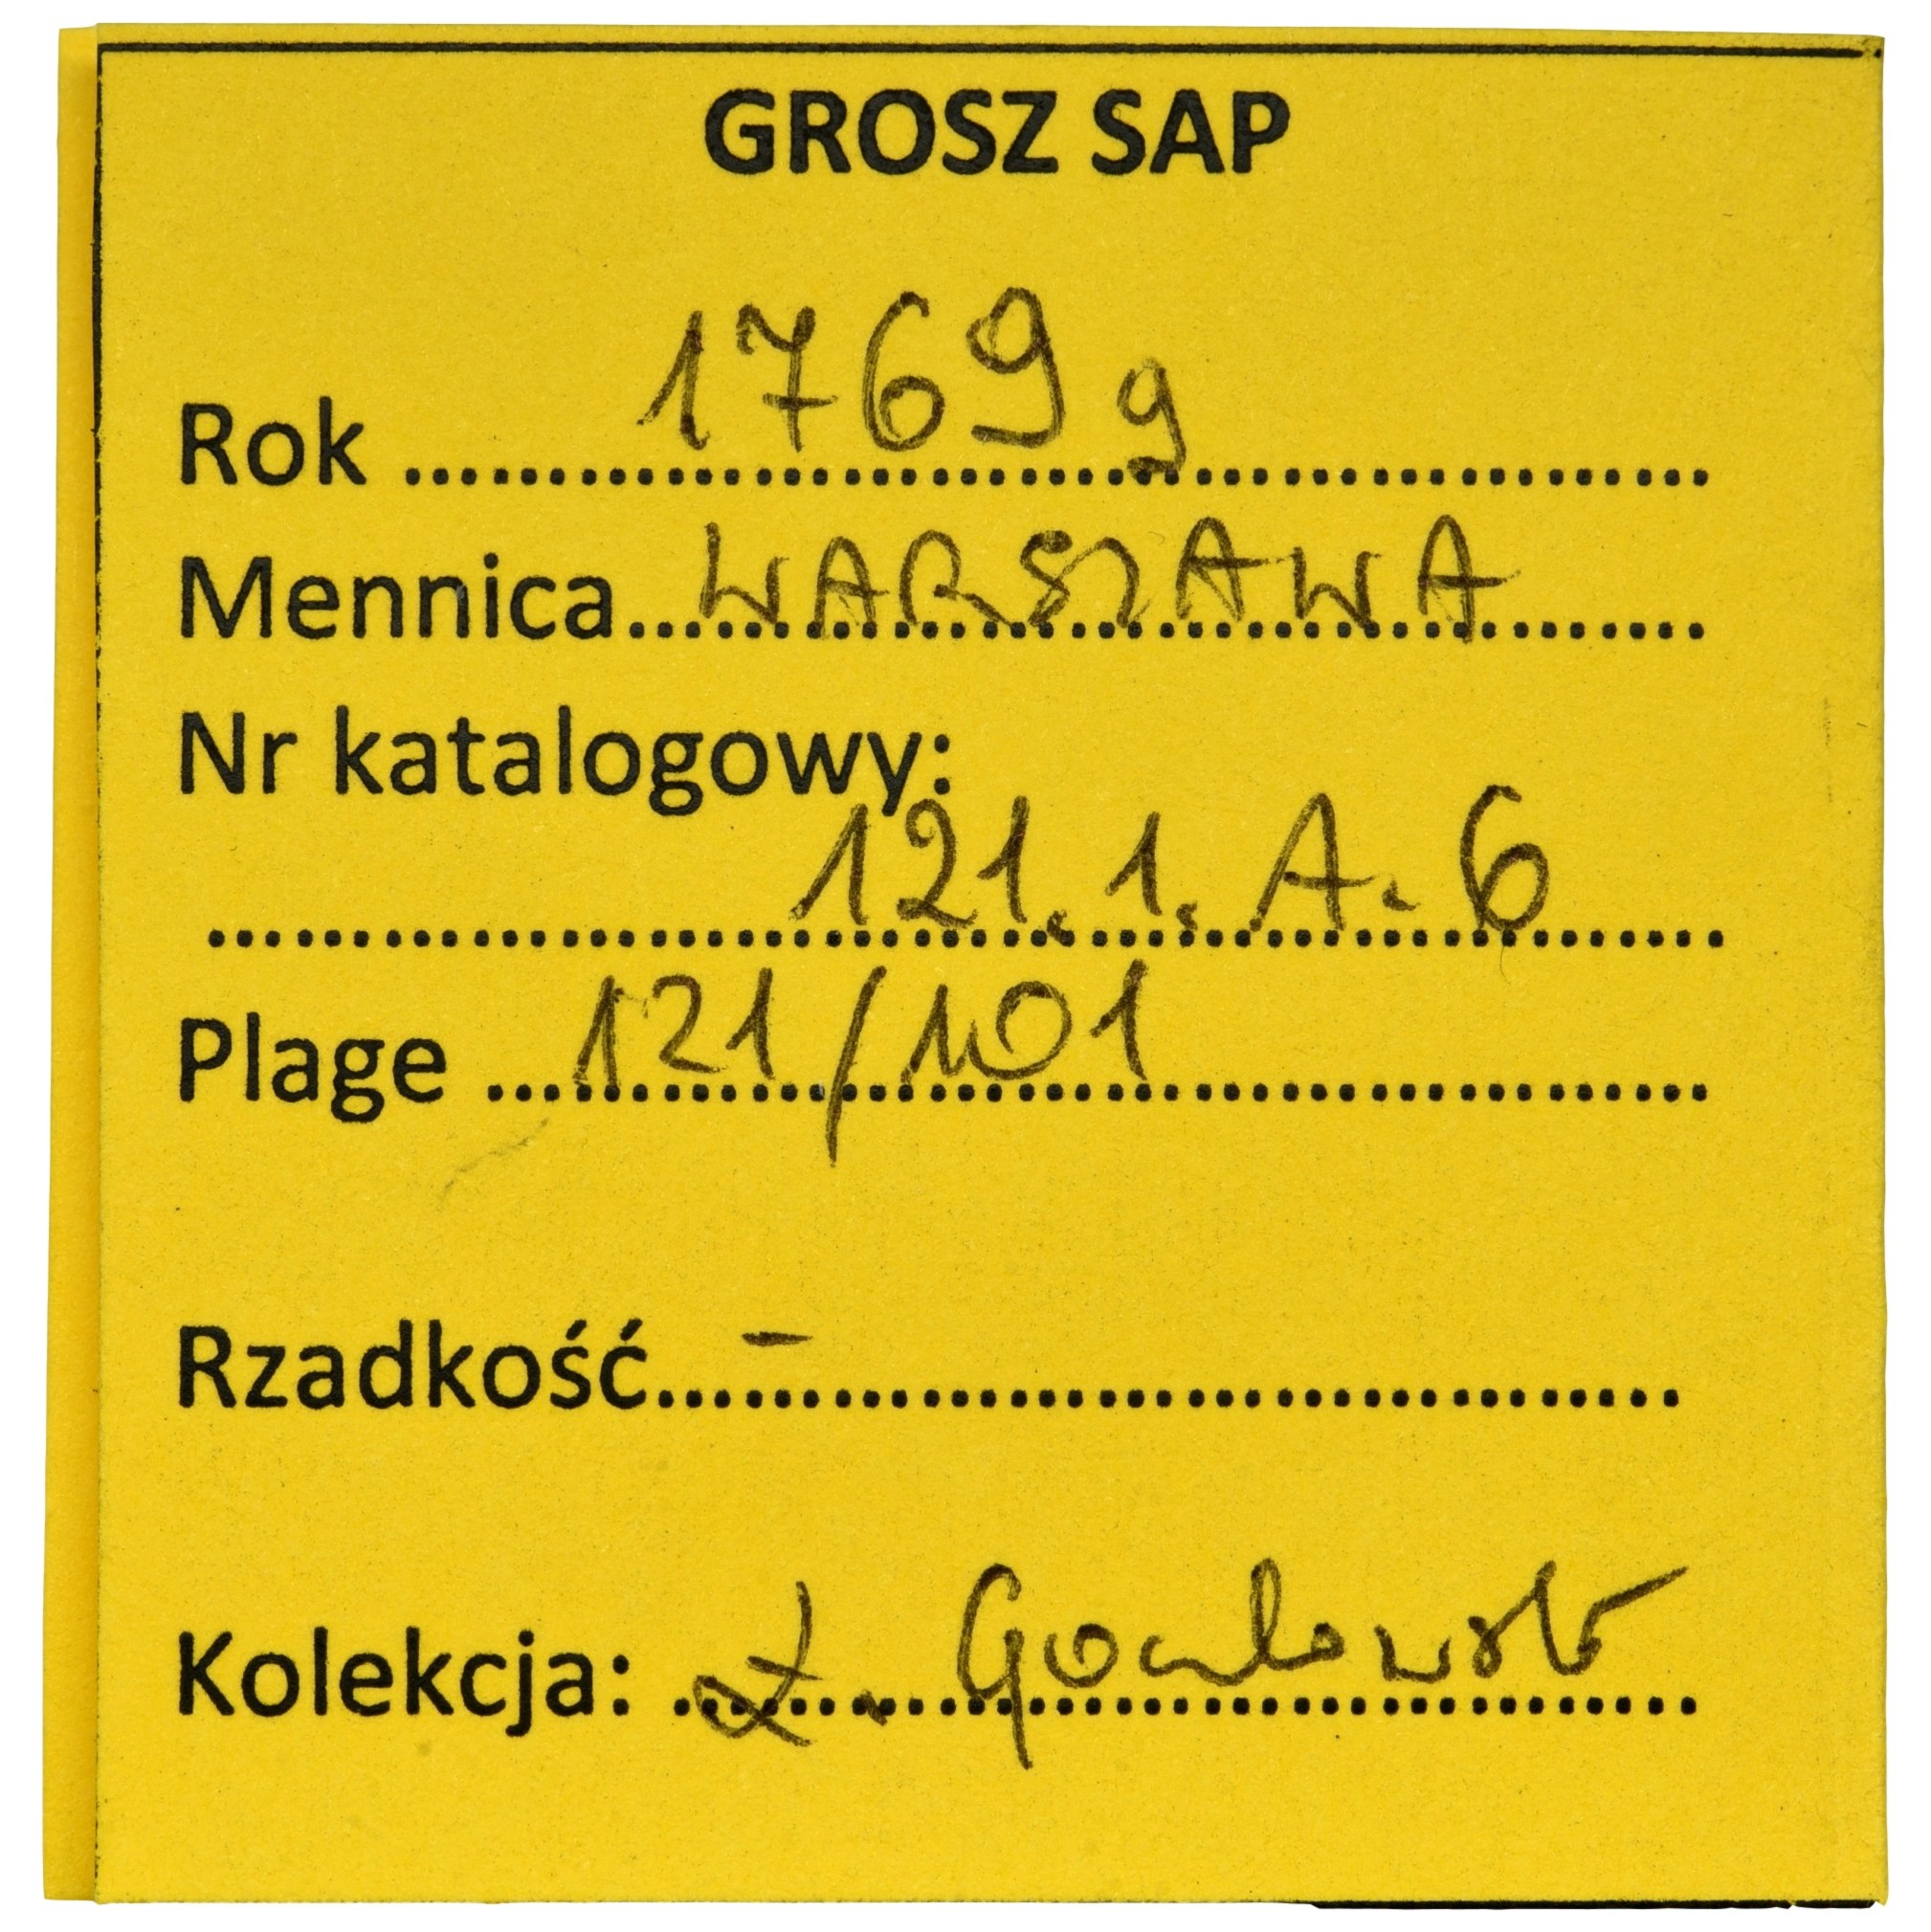 GROSZ SAP
Rok 1769 g
Mennica WARSZAWA
Nr katalogowy:
121.1.A.6
Plage 121/101
Rzadkość –
Kolekcja: